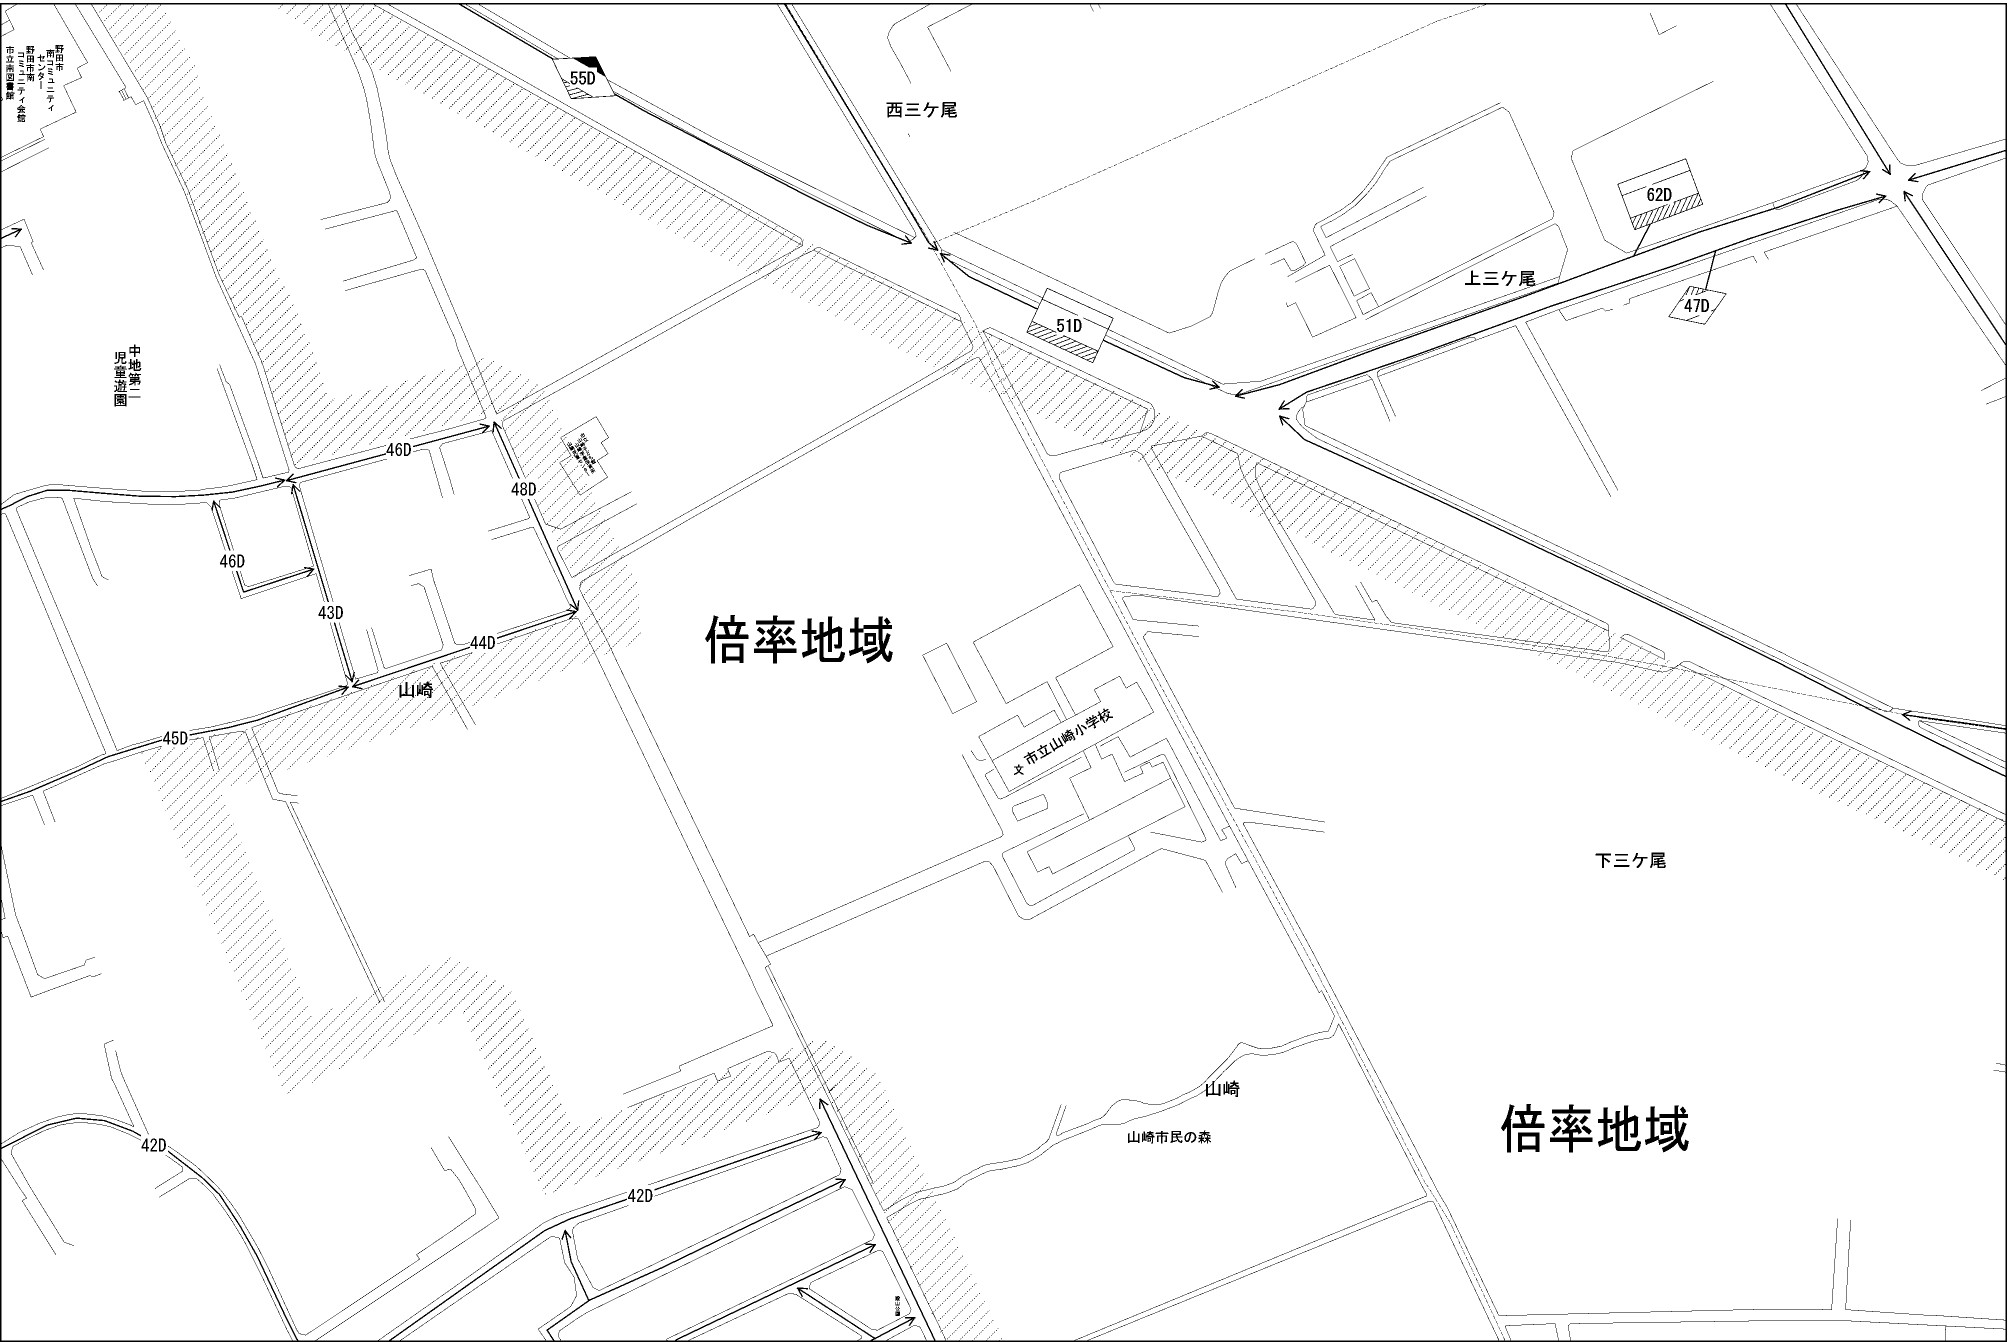 野田市
南コミュニティ
センター
野田市南
コミュニティ会館
市立南図書館
55D
西三ケ尾
62D
上三ケ尾
47D
51D
中地第二
児童遊園
46D
48D
46D
43D
44D
倍率地域
山崎
市立山崎小学校
文
45D
下三ケ尾
山崎
倍率地域
山崎市民の森
42D
42D